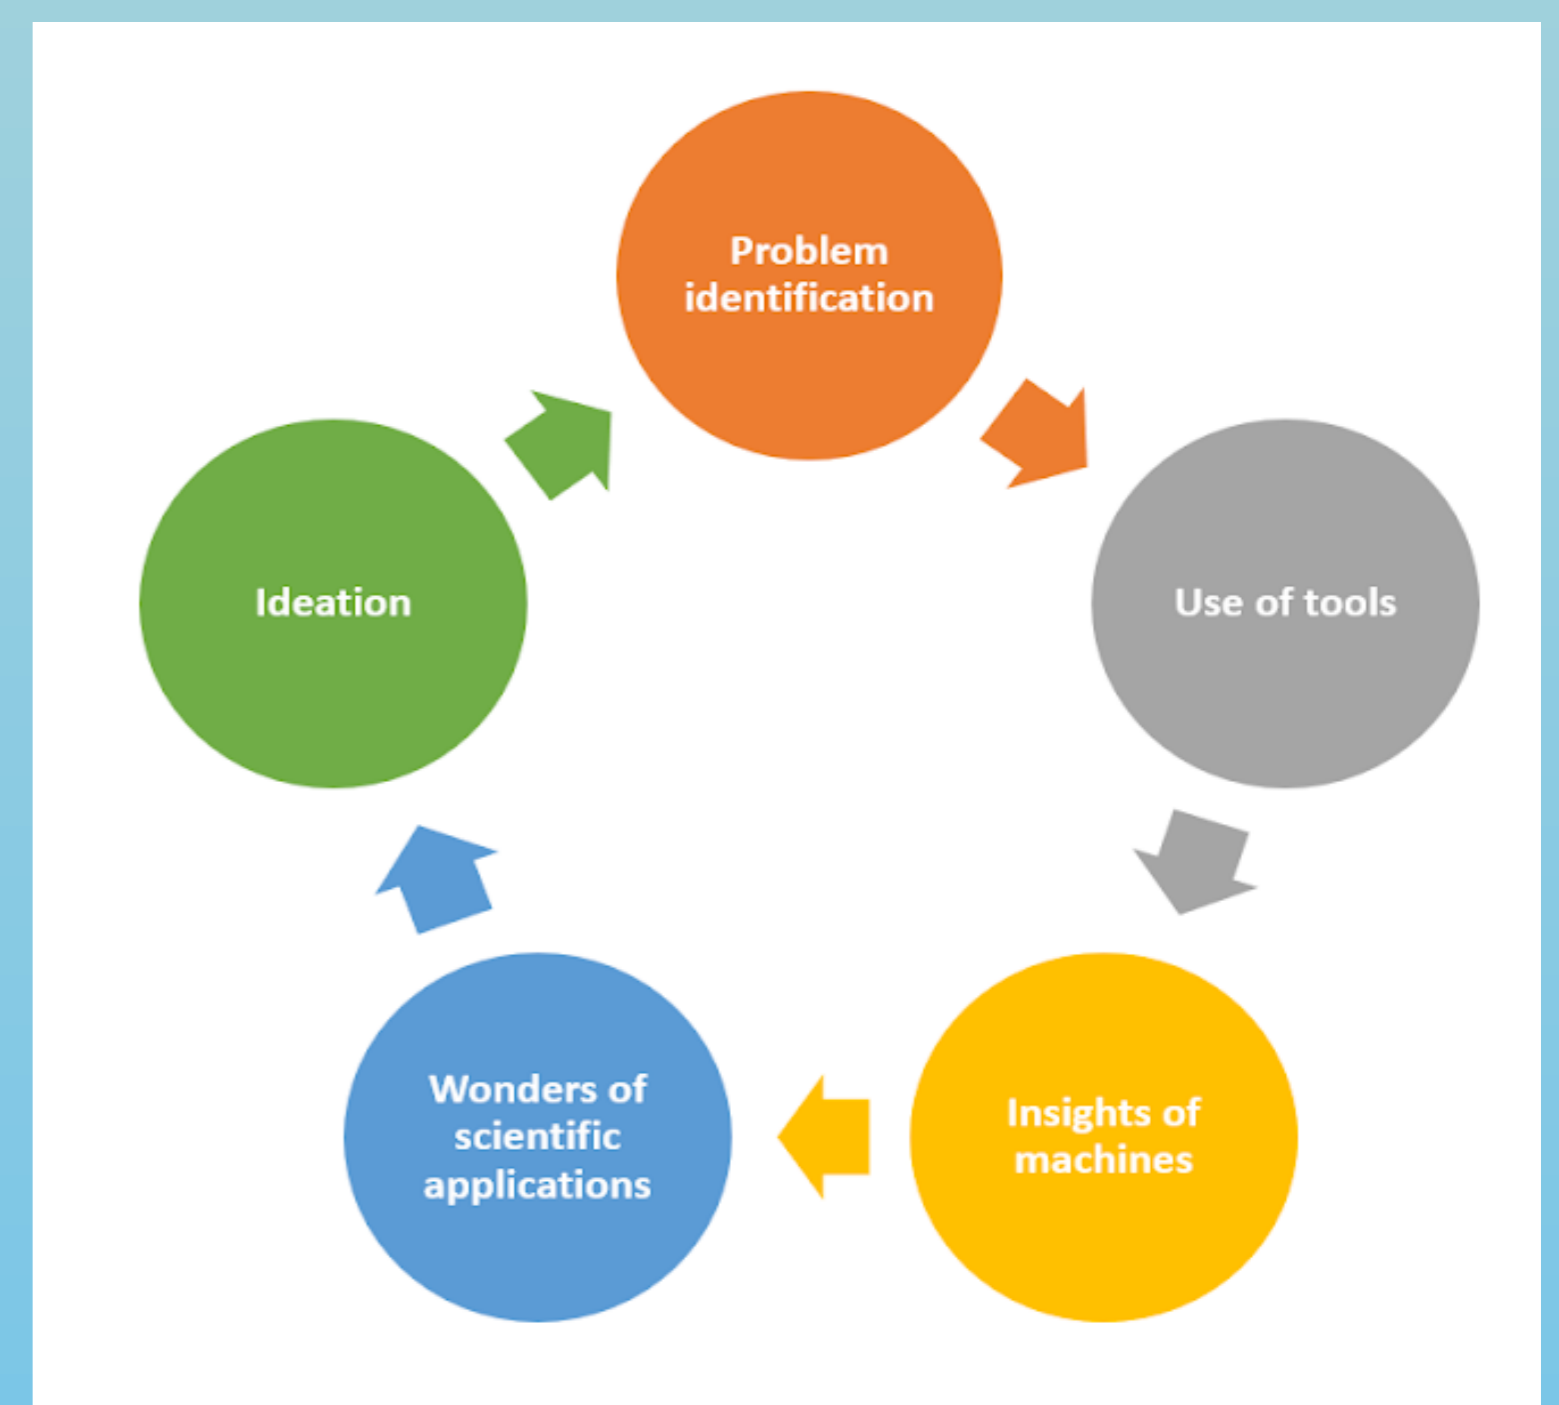 Problem
identification
Use of tools
Insights of
machines
Wonders of
scientific
applications
Ideation